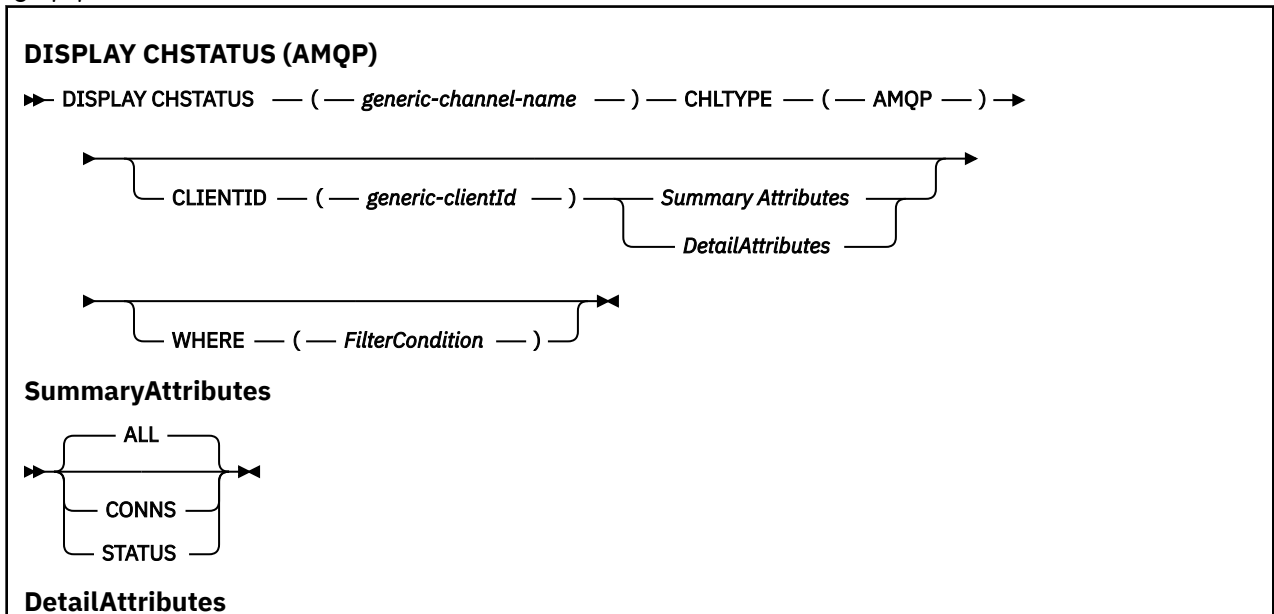 DISPLAY CHSTATUS (AMQP)
DISPLAY CHSTATUS ( generic-channel-name ) CHLTYPE ( AMQP )
CLIENTID ( generic-clientId ) Summary Attributes
DetailAttributes
WHERE ( FilterCondition )
SummaryAttributes
ALL
CONNS
STATUS
DetailAttributes